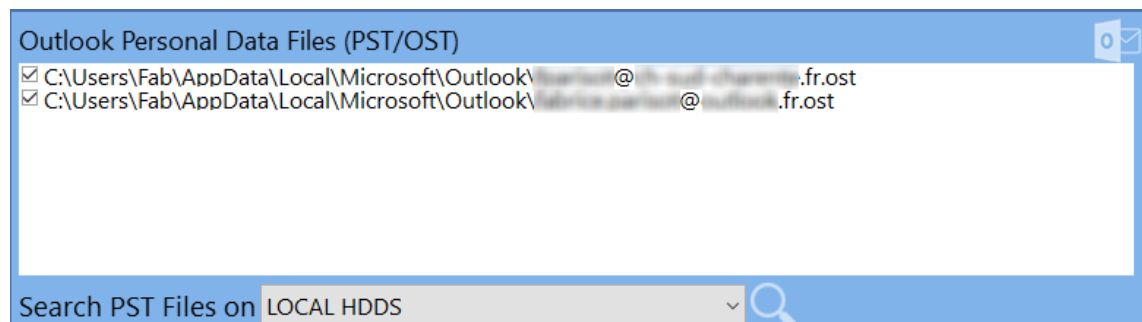 Outlook Personal Data Files (PST/OST)
C:\Users\Fab\AppData\Local\Microsoft\Outlook\ @ .fr.ost
C:\Users\Fab\AppData\Local\Microsoft\Outlook\ @ .fr.ost
Search PST Files on LOCAL HDDS